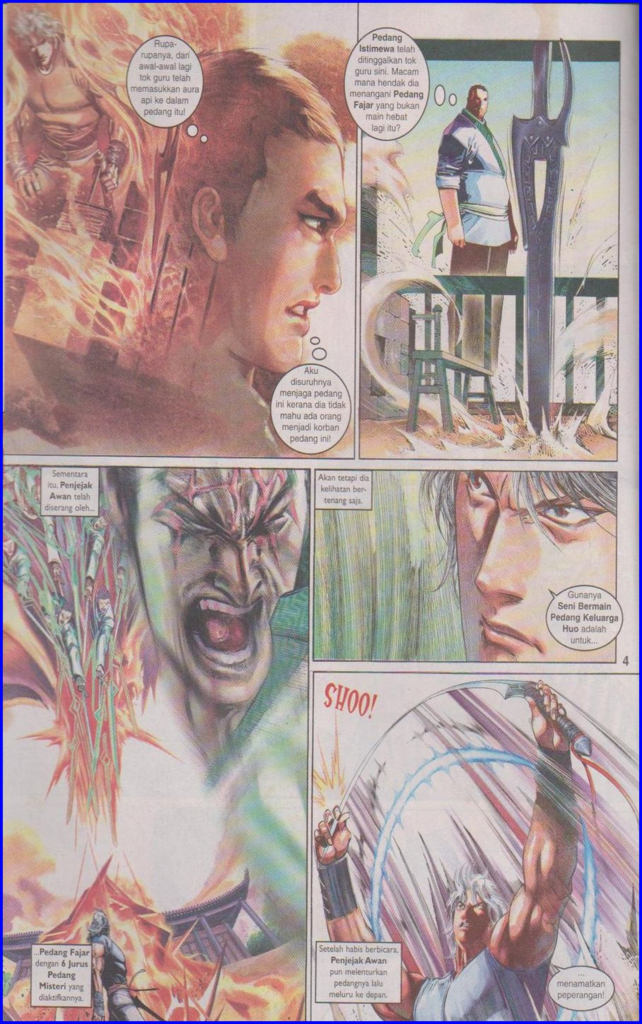 Rupa-
rupanya, dari
awal-awal lagi
tok guru telah
memasukkan aura
api ke dalam
pedang itu!
Aku
disuruhnya
menjaga pedang
ini kerana dia tidak
mahu ada orang
menjadi korban
pedang ini!
Pedang
Istimewa telah
ditinggalkan tok
guru sini. Macam
mana hendak dia
menangani Pedang
Fajar yang bukan
main hebat
lagi itu?
Sementara
itu, Penjejak
Awan telah
diserang oleh...
...Pedang Fajar
dengan 6 Jurus
Pedang
Misteri yang
diaktifkannya.
Akan tetapi dia
kelihatan ber-
tenang saja.
Gunanya
Seni Bermain
Pedang Keluarga
Huo adalah
untuk...
4
SHOO!
Setelah habis berbicara,
Penjejak Awan
pun melenturkan
pedangnya lalu
meluru ke depan.
...
menamatkan
peperangan!